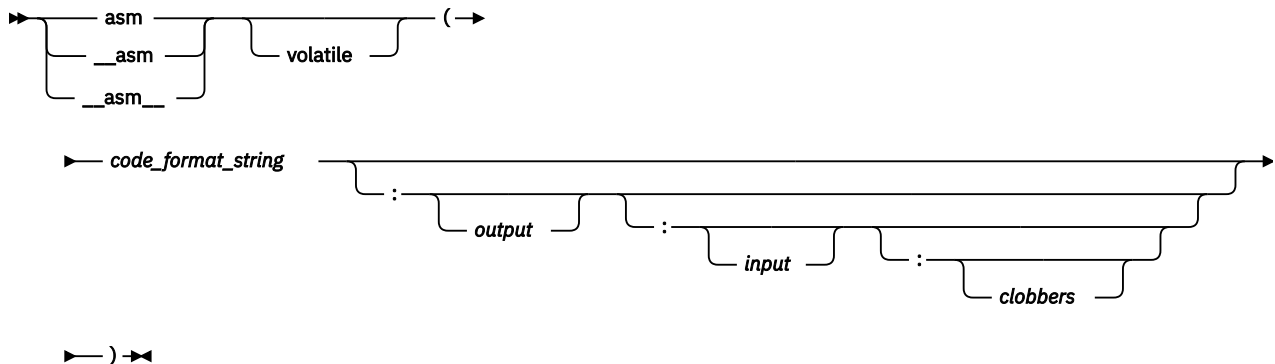 asm
__asm
__asm__
volatile
(
code_format_string
:
output
:
input
:
clobbers
)